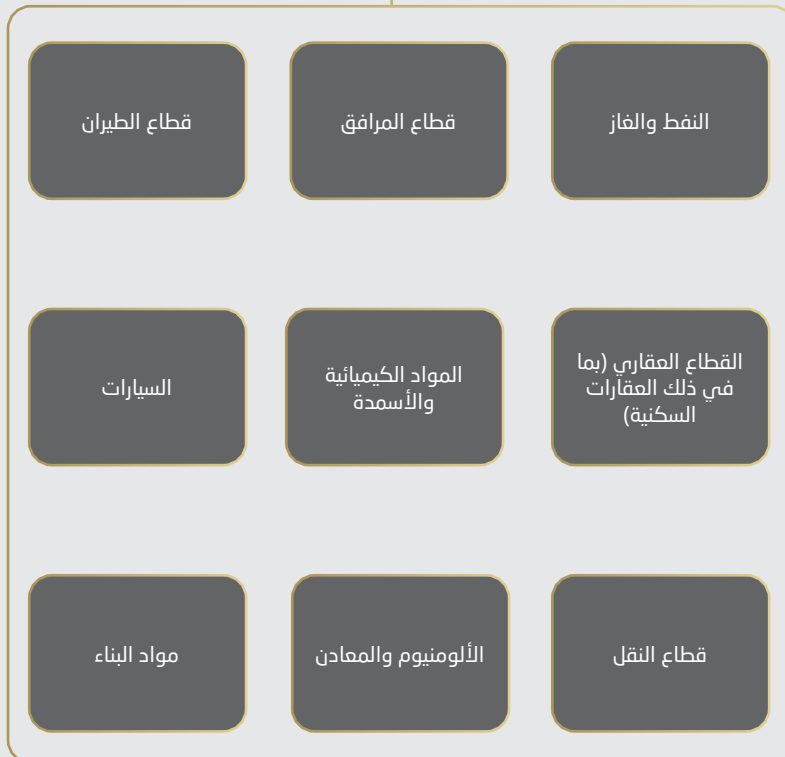 النفط والغاز
قطاع المرافق
قطاع الطيران
القطاع العقاري (بما
في ذلك العقارات
السكنية)
المواد الكيميائية
والأسمدة
السيارات
قطاع النقل
الألومنيوم والمعادن
مواد البناء